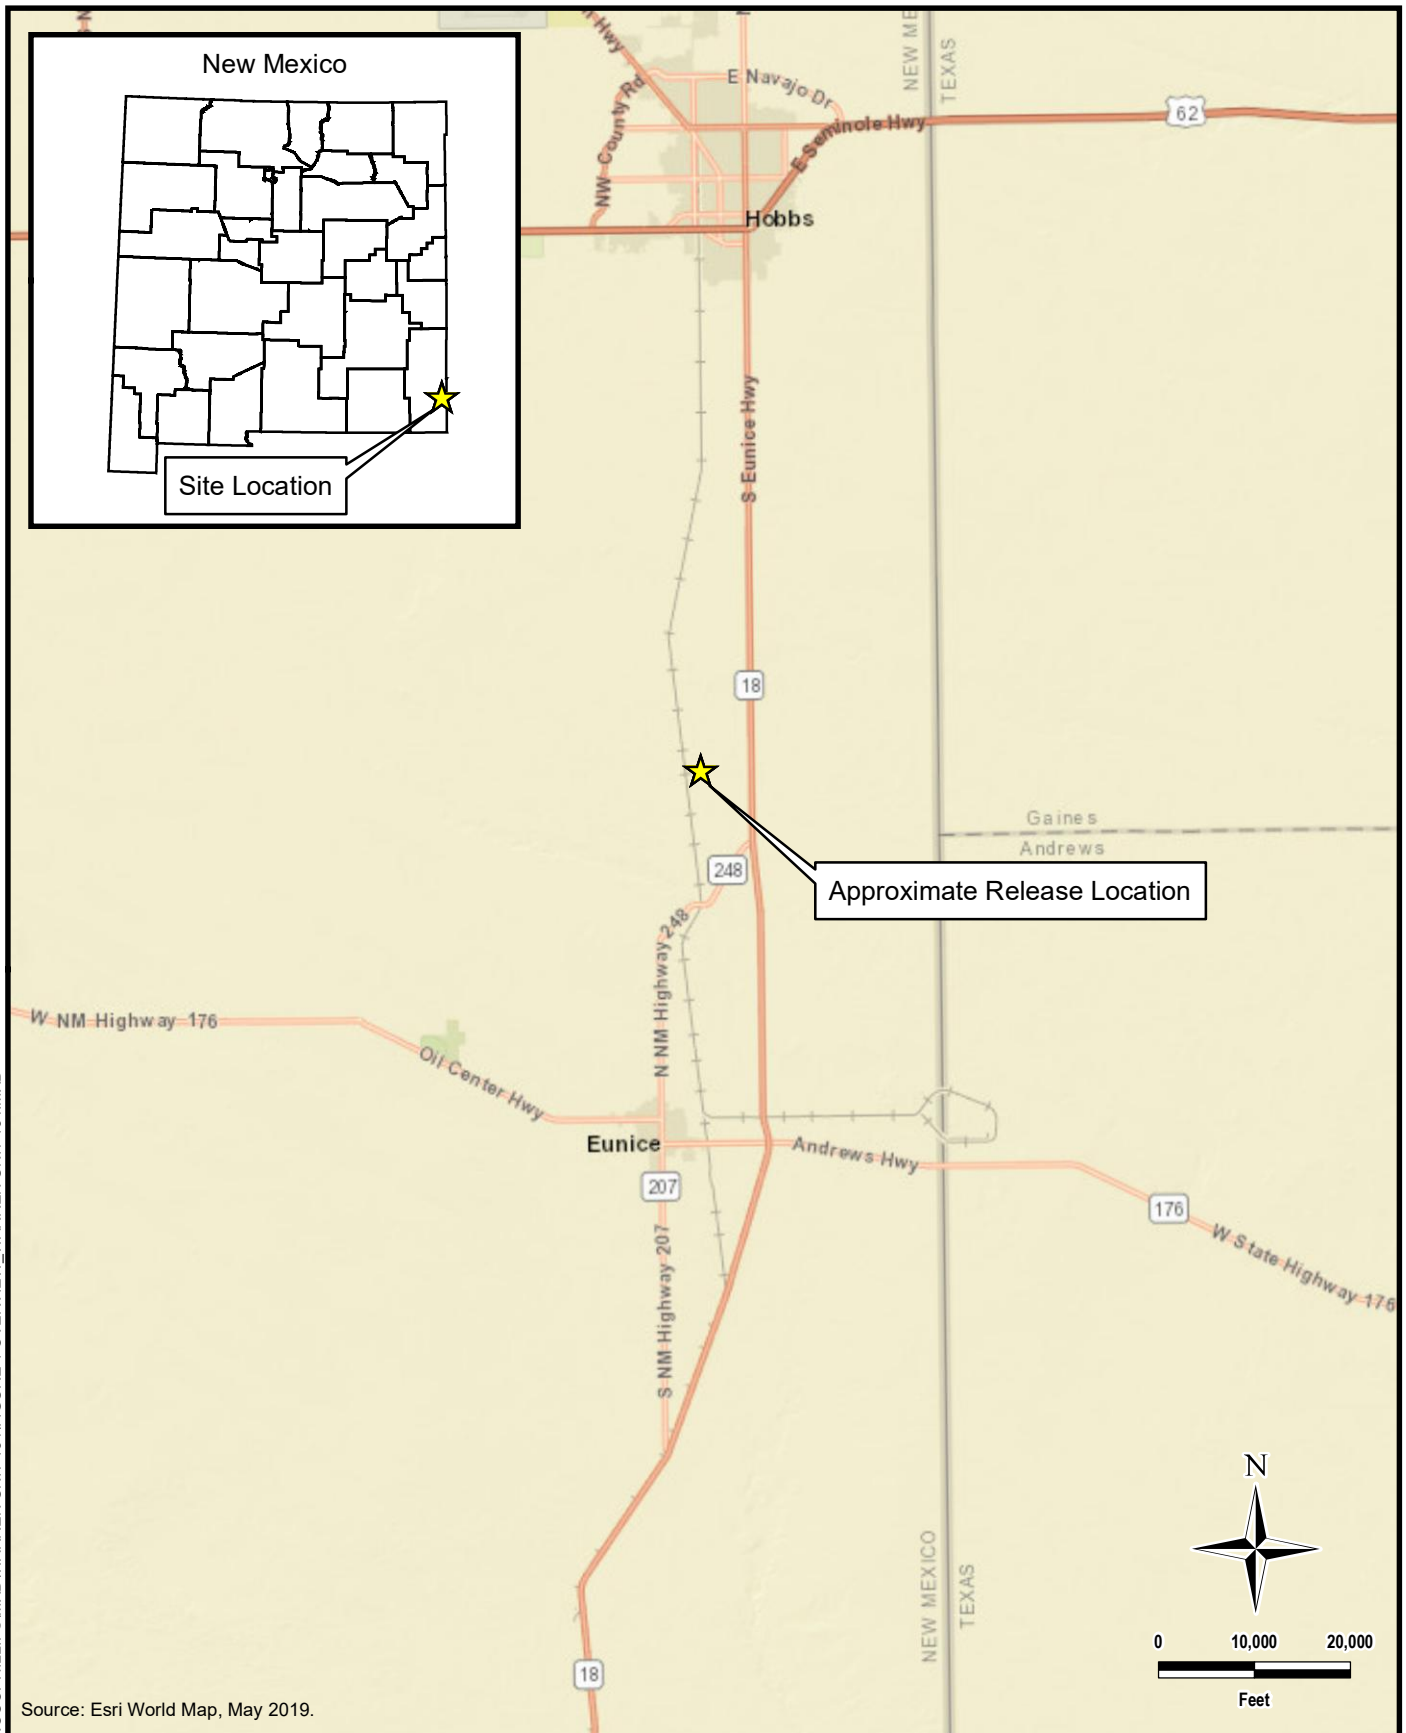 New Mexico
Site Location
Hwy
NW County Rd
E Navajo Dr
E Seminole Hwy
NEW ME
TEXAS
62
Hobbs
S Eunice Hwy
18
Gaines
Andrews
248
Approximate Release Location
N NM Highway 248
W NM Highway 176
Oil Center Hwy
Eunice
Andrews Hwy
207
176
W State Highway 176
S NM Highway 207
NEW MEXICO
TEXAS
N
0 10,000 20,000
Feet
18
Source: Esri World Map, May 2019.